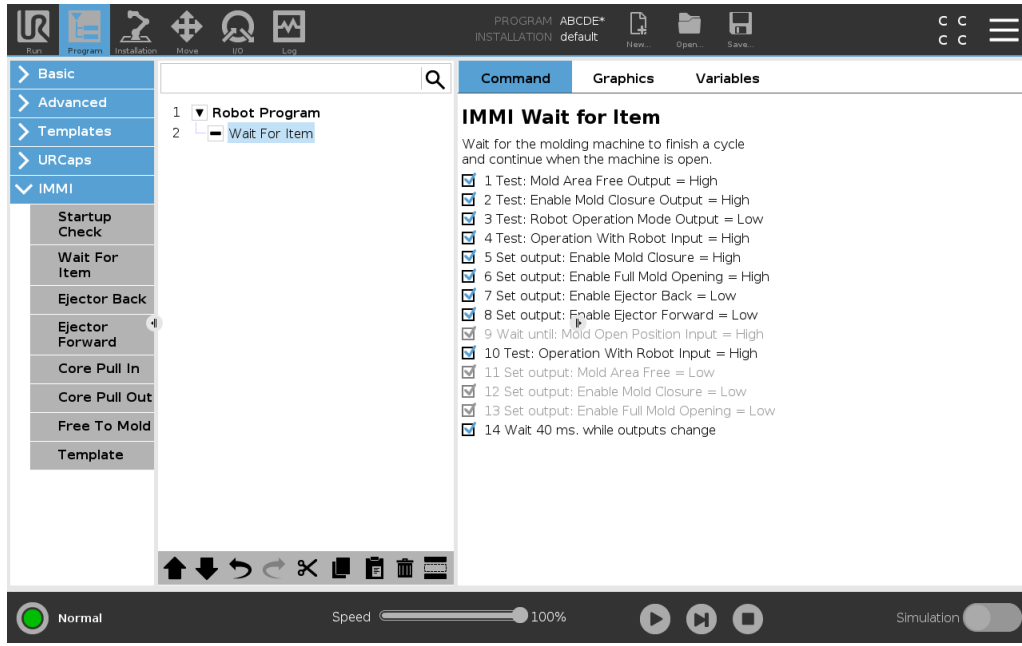 PROGRAM ABCDE*
INSTALLATION default
Run
Program
Installation
Move
I/O
Log
New...
Open...
Save...
C C
C C
Basic
Advanced
Templates
URCaps
IMMI
Startup
Check
Wait For
Item
Ejector Back
Ejector
Forward
Core Pull In
Core Pull Out
Free To Mold
Template
1 Robot Program
2 Wait For Item
Command Graphics Variables
IMMI Wait for Item
Wait for the molding machine to finish a cycle
and continue when the machine is open.
1 Test: Mold Area Free Output = High
2 Test: Enable Mold Closure Output = High
3 Test: Robot Operation Mode Output = Low
4 Test: Operation With Robot Input = High
5 Set output: Enable Mold Closure = High
6 Set output: Enable Full Mold Opening = High
7 Set output: Enable Ejector Back = Low
8 Set output: Enable Ejector Forward = Low
9 Wait until: Mold Open Position Input = High
10 Test: Operation With Robot Input = High
11 Set output: Mold Area Free = Low
12 Set output: Enable Mold Closure = Low
13 Set output: Enable Full Mold Opening = Low
14 Wait 40 ms. while outputs change
Normal
Speed 100%
Simulation